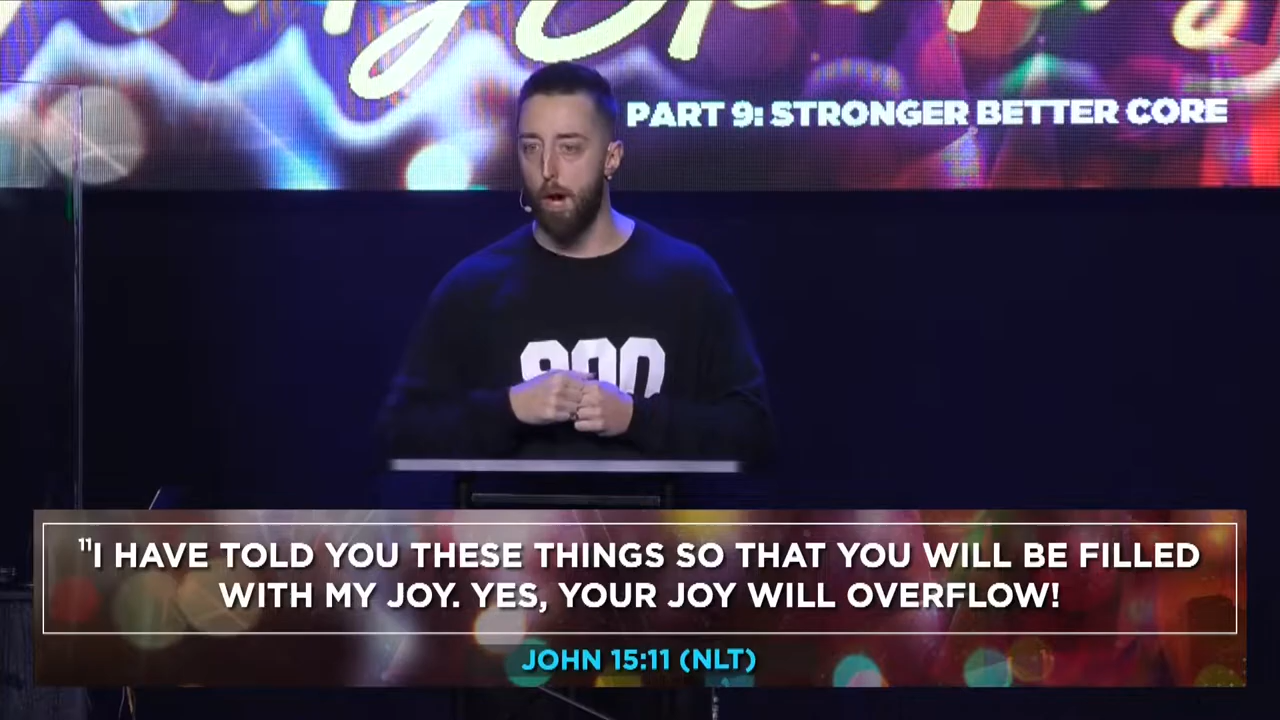 PART 9: STRONGER BETTER CORE
11I HAVE TOLD YOU THESE THINGS SO THAT YOU WILL BE FILLED
WITH MY JOY. YES, YOUR JOY WILL OVERFLOW!
JOHN 15:11 (NLT)